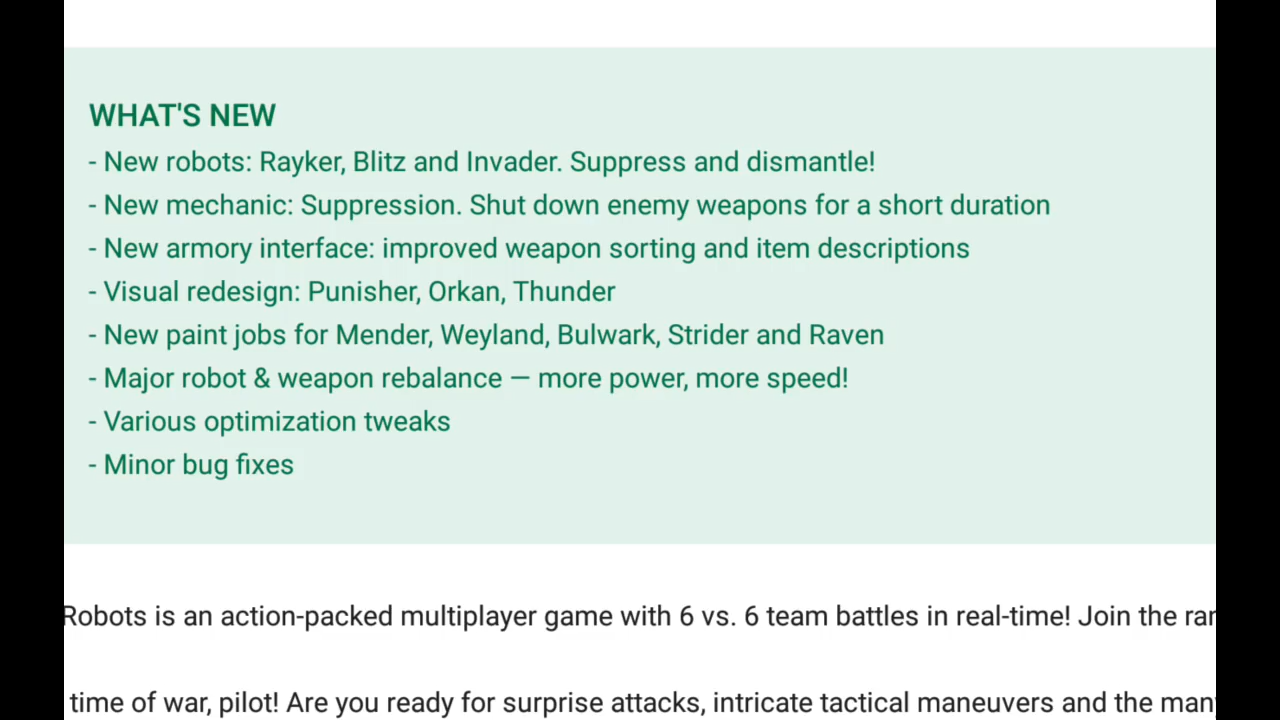 WHAT'S NEW
- New robots: Rayker, Blitz and Invader. Suppress and dismantle!
- New mechanic: Suppression. Shut down enemy weapons for a short duration
- New armory interface: improved weapon sorting and item descriptions
- Visual redesign: Punisher, Orkan, Thunder
- New paint jobs for Mender, Weyland, Bulwark, Strider and Raven
- Major robot & weapon rebalance — more power, more speed!
- Various optimization tweaks
- Minor bug fixes
Robots is an action-packed multiplayer game with 6 vs. 6 team battles in real-time! Join the
time of war, pilot! Are you ready for surprise attacks, intricate tactical maneuvers and the